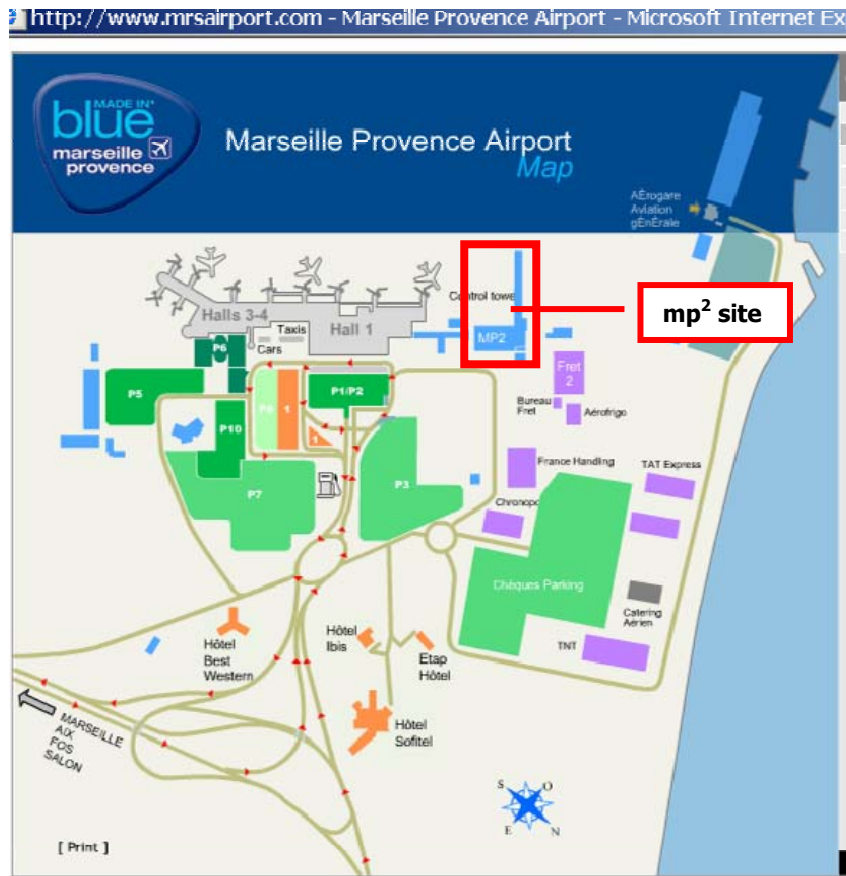 http://www.mrsairport.com - Marseille Provence Airport - Microsoft Internet Ex
MADE IN*
blue
marseille
provence
Marseille Provence Airport
Map
AÉrogare
Aviation
gÉnÉrale
Controil towe
mp² site
Halls 3-4
Taxis
Hall 1
MP2
Cars
P6
Fret
2
P5
P1/P2
Bureau
Fret
Aérofrigo
1
P10
1
France Handling
TAT Express
P7
P3
Chronopo
Chèques Parking
Catering
Aérien
Hôtel
Best
Western
Hôtel
Ibis
Etap
Hôtel
TNT
MARSEILLE
AIX
FOS
SALON
Hôtel
Sofitel
S
O
E
N
[ Print ]